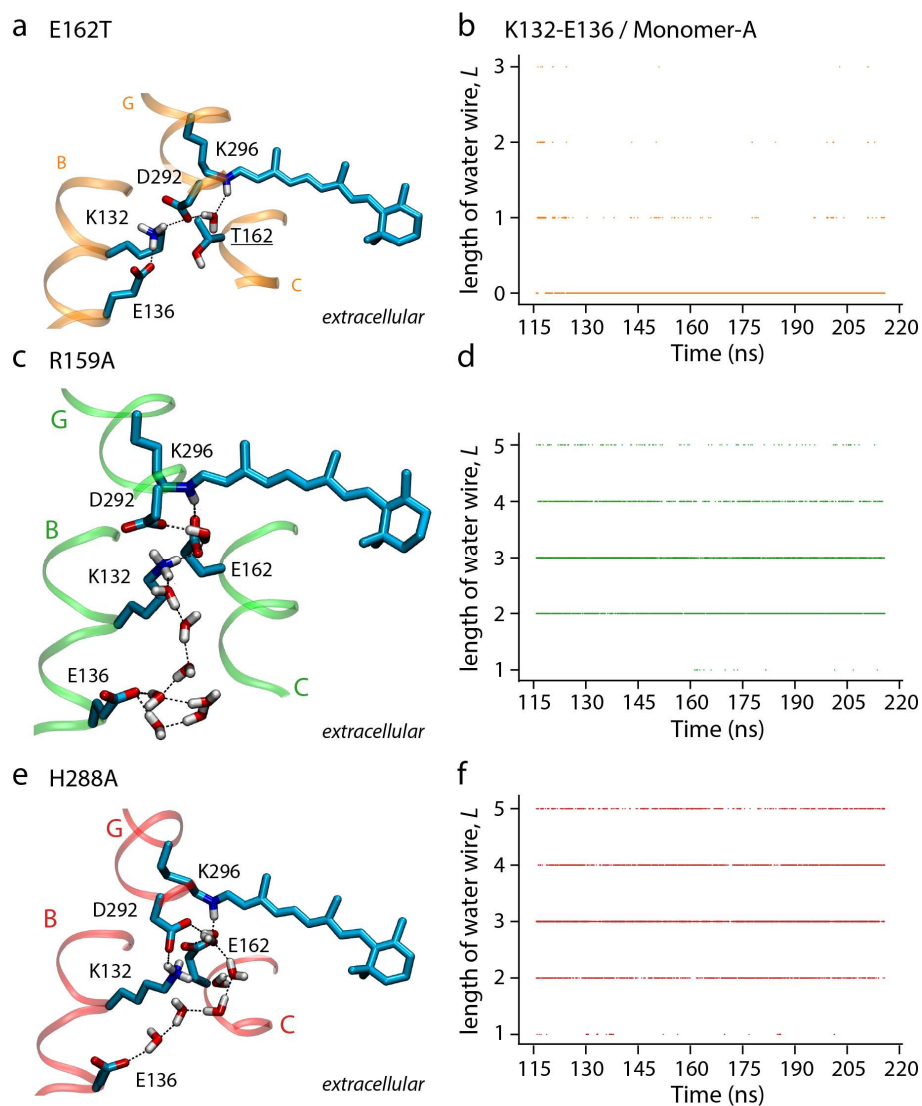 a E162T
G
K296
B
D292
K132
T162
C
E136
extracellular
b K132-E136 / Monomer-A
length of water wire, L
3
2
1
0
115 130 145 160 175 190 205 220
Time (ns)
c R159A
G
K296
D292
B
K132
E162
E136
C
extracellular
d
length of water wire, L
5
4
3
2
1
115 130 145 160 175 190 205 220
Time (ns)
e H288A
G
K296
D292
B
E162
K132
C
E136
extracellular
f
length of water wire, L
5
4
3
2
1
115 130 145 160 175 190 205 220
Time (ns)